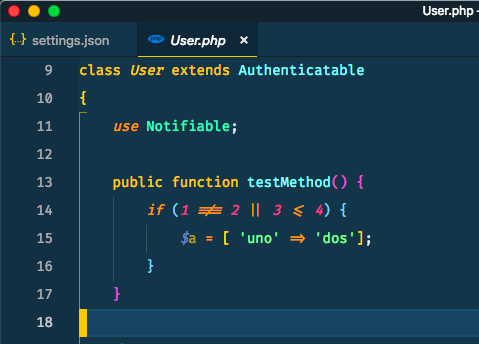 User.php -
{..} settings.json php User.php ×
9 class User extends Authenticatable
10 {
11 use Notifiable;
12
13 public function testMethod() {
14 if (1 !== 2 || 3 <= 4) {
15 $a = [ 'uno' => 'dos'];
16 }
17 }
18